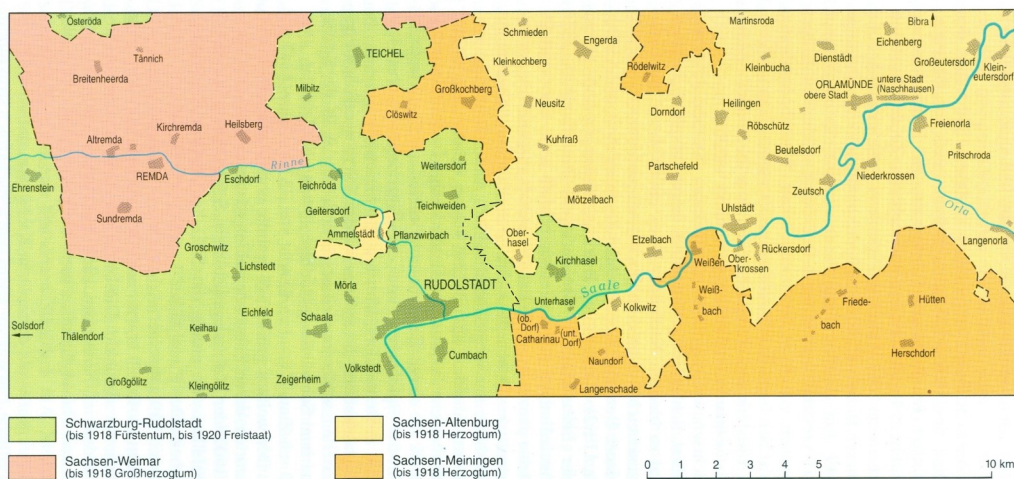 Österöda
Tännich
Breitenheerda
TEICHEL
Milbitz
Großkochberg
Clöswitz
Schmieden
Engerda
Kleinkochberg
Neusitz
Kuhfraß
Martinsroda
Rödelwitz
Kleinbucha
Dienstädt
Eichenberg
Bibra
Großeutersdorf
Klein-
eutersdorf
ORLAMÜNDE
obere Stadt
untere Stadt
(Naschhausen)
Dorndorf
Heilingen
Röbschütz
Freienorla
Altremda
Kirchremda
Heilsberg
Rinne
Ehrenstein
REMDA
Eschdorf
Teichröda
Weitersdorf
Partschefeld
Beutelsdorf
Pritschroda
Zeutsch
Niederkrossen
Orla
Sundremda
Geitersdorf
Teichweiden
Mötzelbach
Uhlstädt
Ammelstädt
Pflanzwirbach
Langenorla
Groschwitz
Ober-
hasel
Etzelbach
Weißen
Ober-
krossen
Rückersdorf
Lichstedt
Kirchhasel
Mörla
RUDOLSTADT
Saale
Unterhasel
Kolkwitz
Weiß-
bach
Friede-
bach
Hütten
Solsdorf
Thälendorf
Keilhau
Eichfeld
Schaala
(ob.
Dorf)
Catharinau
(unt.
Dorf)
Cumbach
Volkstedt
Naundorf
Herschdorf
Großgölitz
Kleingölitz
Zeigerheim
Langenschade
Schwarzburg-Rudolstadt
(bis 1918 Fürstentum, bis 1920 Freistaat)
Sachsen-Weimar
(bis 1918 Großherzogtum)
Sachsen-Altenburg
(bis 1918 Herzogtum)
Sachsen-Meiningen
(bis 1918 Herzogtum)
0 1 2 3 4 5 10 km